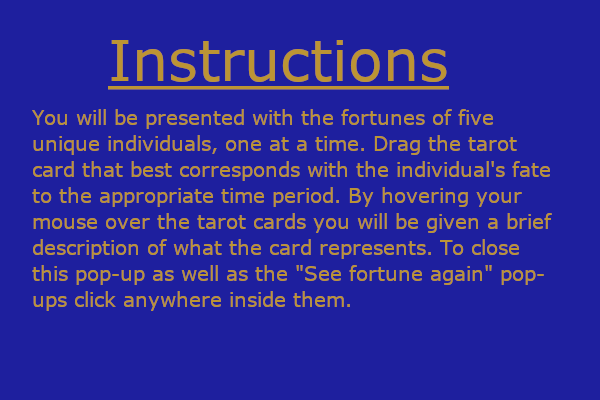 Instructions
You will be presented with the fortunes of five
unique individuals, one at a time. Drag the tarot
card that best corresponds with the individual's fate
to the appropriate time period. By hovering your
mouse over the tarot cards you will be given a brief
description of what the card represents. To close
this pop-up as well as the "See fortune again" pop-
ups click anywhere inside them.